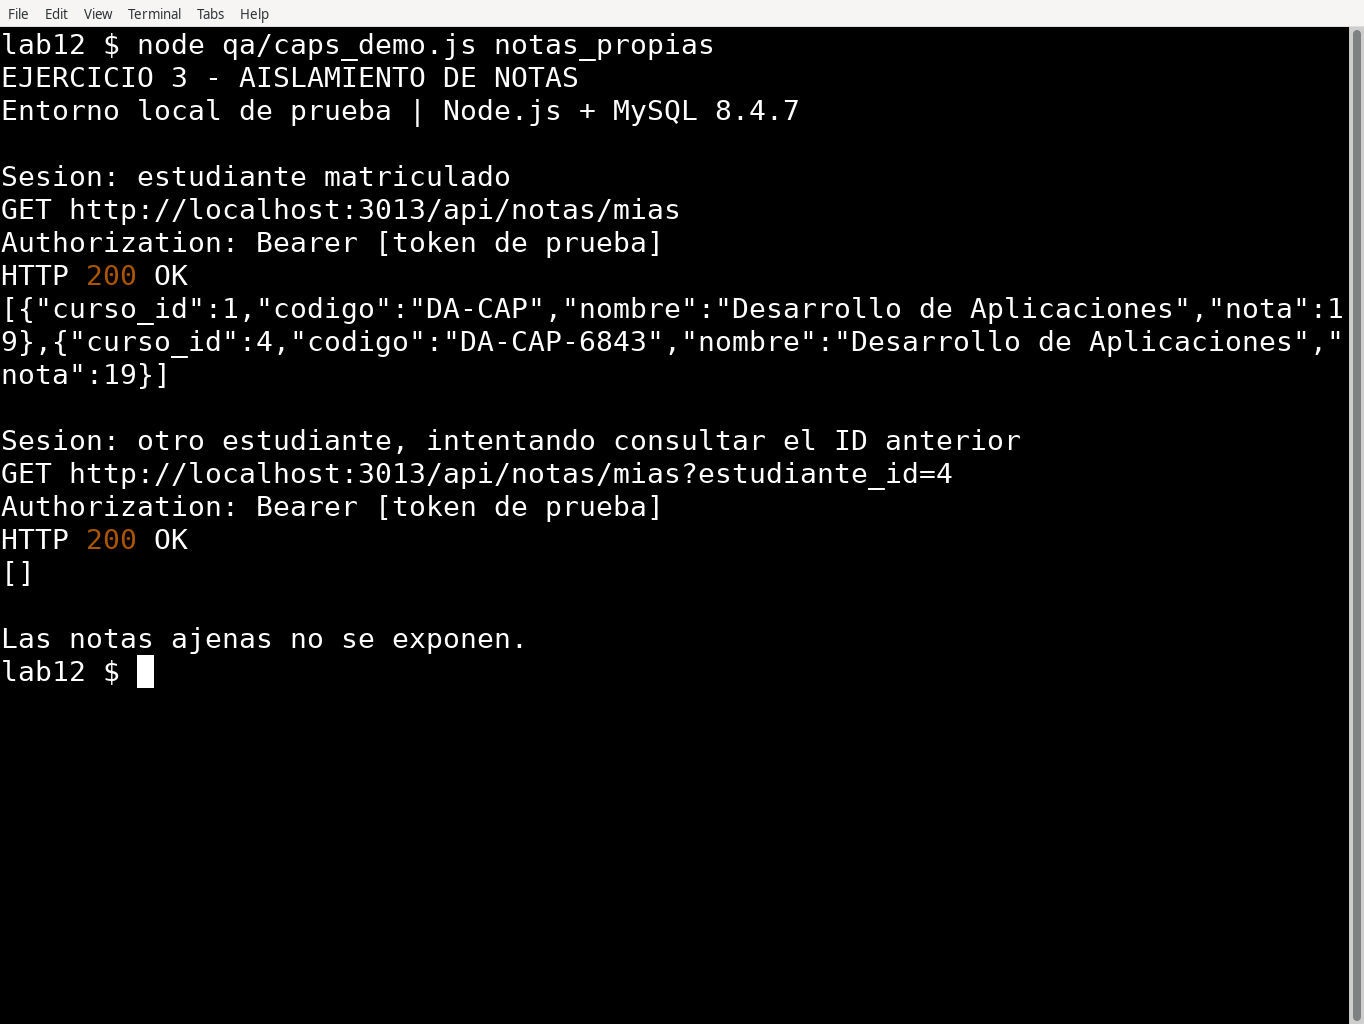 File Edit View Terminal Tabs Help
lab12 $ node qa/caps_demo.js notas_propias
EJERCICIO 3 - AISLAMIENTO DE NOTAS
Entorno local de prueba | Node.js + MySQL 8.4.7
Sesion: estudiante matriculado
GET http://localhost:3013/api/notas/mias
Authorization: Bearer [token de prueba]
HTTP 200 OK
[{"curso_id":1,"codigo":"DA-CAP","nombre":"Desarrollo de Aplicaciones","nota":1
9},{"curso_id":4,"codigo":"DA-CAP-6843","nombre":"Desarrollo de Aplicaciones","
nota":19}]
Sesion: otro estudiante, intentando consultar el ID anterior
GET http://localhost:3013/api/notas/mias?estudiante_id=4
Authorization: Bearer [token de prueba]
HTTP 200 OK
[]
Las notas ajenas no se exponen.
lab12 $